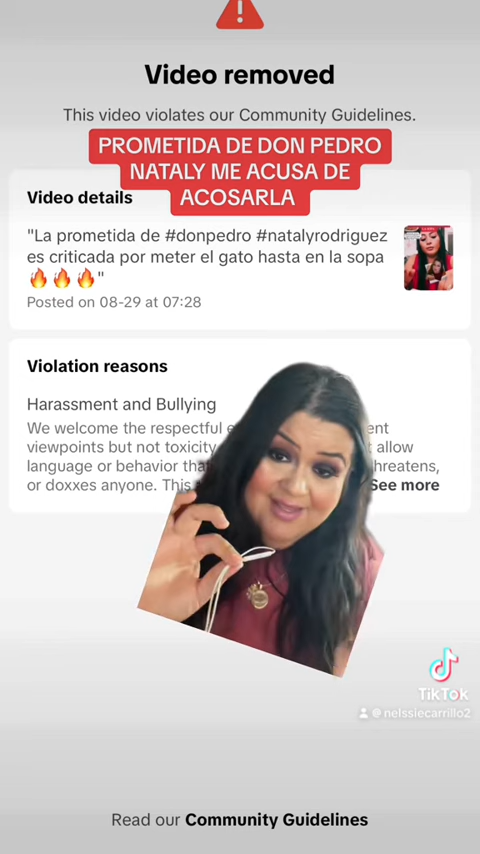 Video removed
This video violates our Community Guidelines.
PROMETIDA DE DON PEDRO
NATALY ME ACUSA DE
ACOSARLA
Video details
"La prometida de #donpedro #natalyrodriguez
es criticada por meter el gato hasta en la sopa
🔥🔥🔥"
Posted on 08-29 at 07:28
Violation reasons
Harassment and Bullying
We welcome the respectful
viewpoints but not toxicity allow
language or behavior threatens,
or doxxes anyone. This See more
TikTok
@nelssiecarrillo2
Read our Community Guidelines